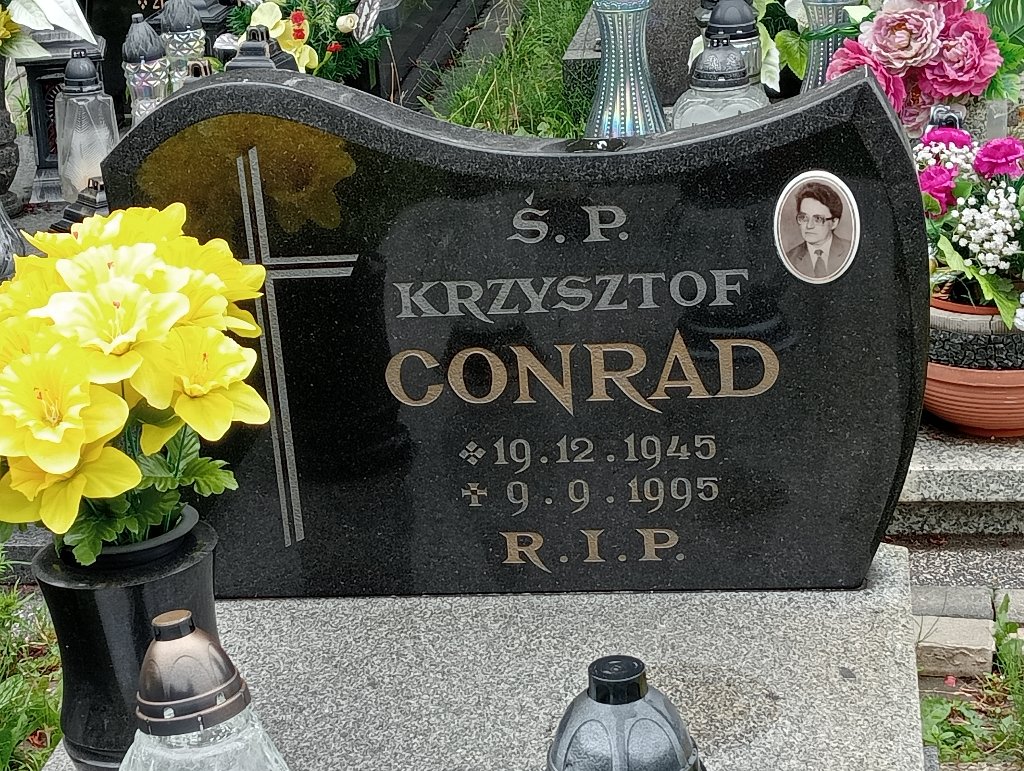 Ś. P.
KRZYSZTOF
CONRAD
19.12.1945
9.9.1995
R.I.P.